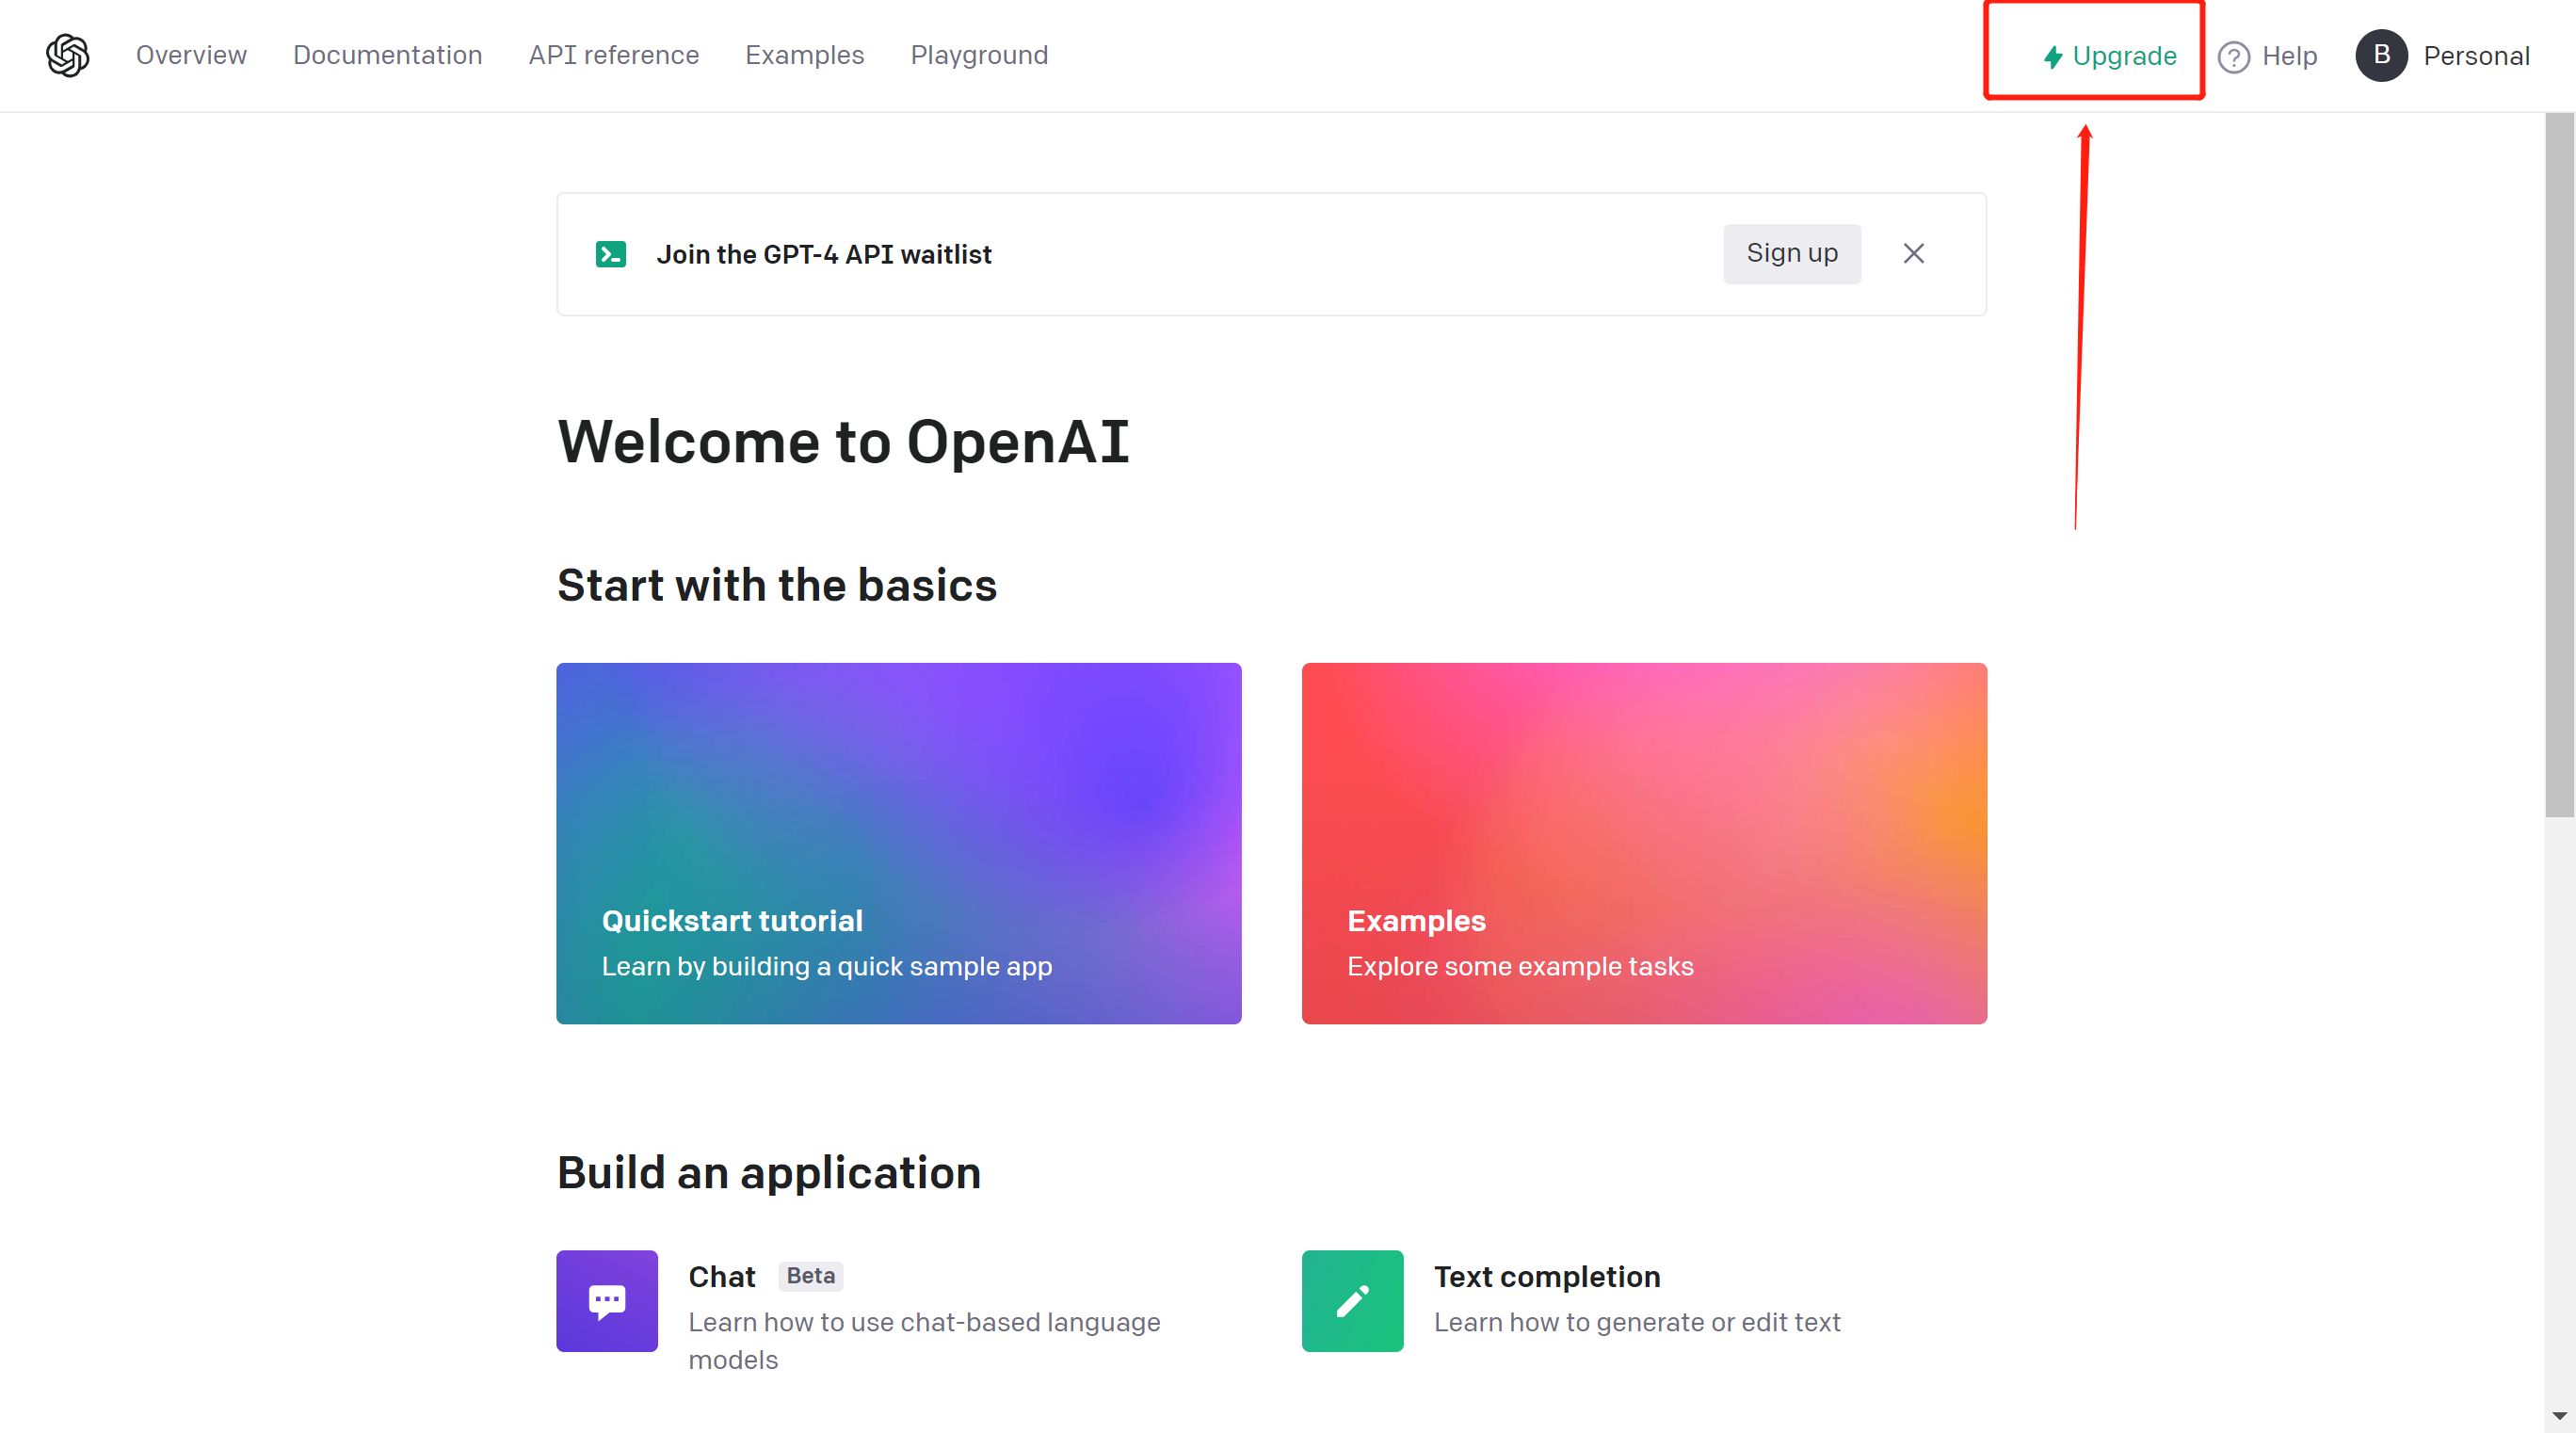 Overview Documentation API reference Examples Playground Upgrade Help B Personal
Join the GPT-4 API waitlist Sign up
Welcome to OpenAI
Start with the basics
Quickstart tutorial
Learn by building a quick sample app
Examples
Explore some example tasks
Build an application
Chat Beta
Learn how to use chat-based language
models
Text completion
Learn how to generate or edit text